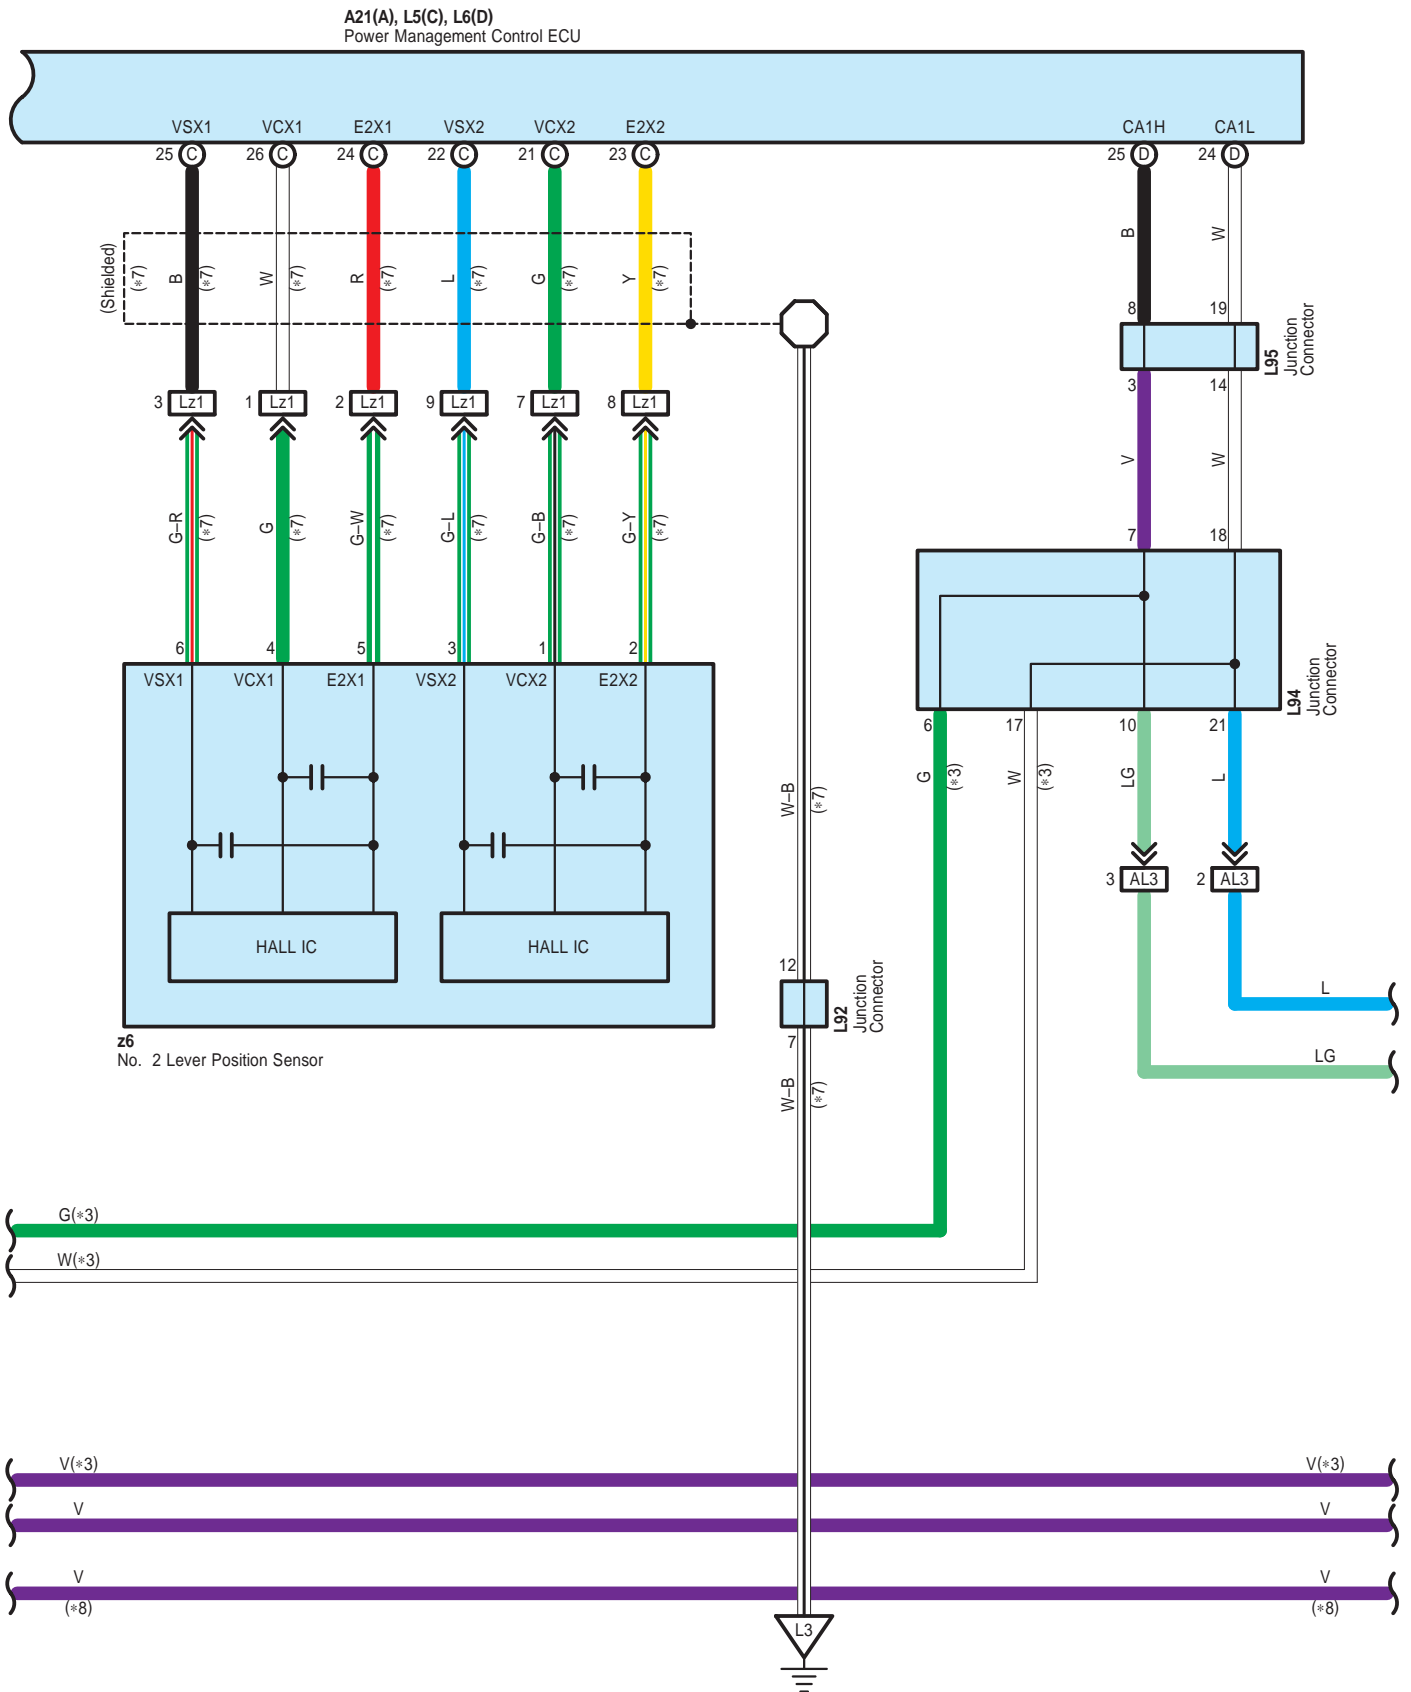 A21(A), L5(C), L6(D)
Power Management Control ECU
VSX1 VCX1 E2X1 VSX2 VCX2 E2X2 CA1H CA1L
25 C 26 C 24 C 22 C 21 C 23 C 25 D 24 D
(Shielded)
(*7)
B (*7) W (*7) R (*7) L (*7) G (*7) Y (*7)
B W
8 19
L95
Junction
Connector
3 14
3 Lz1 1 Lz1 2 Lz1 9 Lz1 7 Lz1 8 Lz1
V W
G–R (*7) G (*7) G–W (*7) G–L (*7) G–B (*7) G–Y (*7)
7 18
6 4 5 3 1 2
VSX1 VCX1 E2X1 VSX2 VCX2 E2X2
L94
Junction
Connector
6 17 10 21
G (*3) W (*3) LG L
W–B (*7)
3 AL3 2 AL3
HALL IC HALL IC
12
L92
Junction
Connector
7
L
z6
No. 2 Lever Position Sensor
LG
W–B (*7)
G(*3)
W(*3)
V(*3) V(*3)
V V
V V
(*8) (*8)
L3